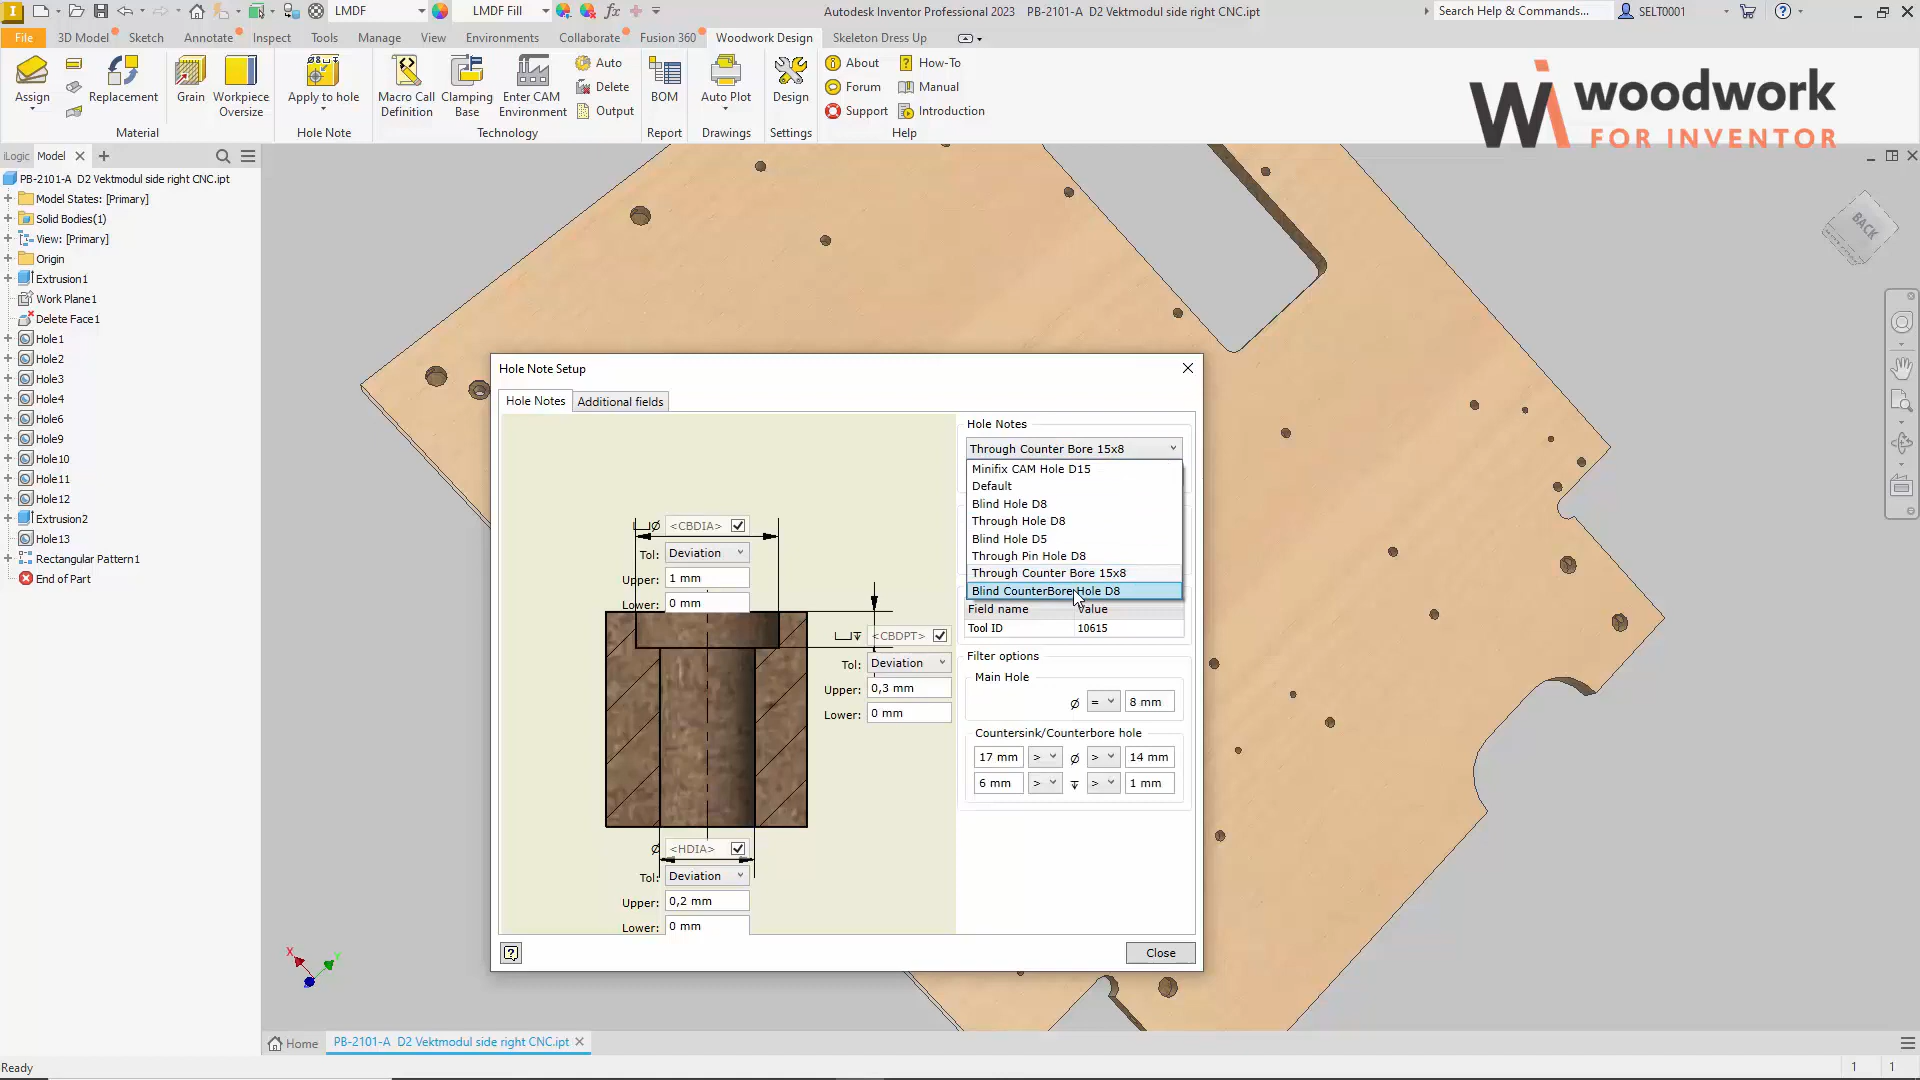 LMDF
LMDF Fill
Autodesk Inventor Professional 2023 PB-2101-A D2 Vektmodul side right CNC.ipt
Search Help & Commands...
SELT0001
File
3D Model
Sketch
Annotate
Inspect
Tools
Manage
View
Environments
Collaborate
Fusion 360
Woodwork Design
Skeleton Dress Up
Assign
Replacement
Material
Grain
Workpiece
Oversize
Apply to hole
Hole Note
Macro Call
Definition
Clamping
Base
Enter CAM
Environment
Auto
Delete
Output
Technology
BOM
Report
Auto Plot
Drawings
Design
Settings
About
Forum
Support
How-To
Manual
Introduction
Help
woodwork
FOR INVENTOR
iLogic
Model
PB-2101-A D2 Vektmodul side right CNC.ipt
Model States: [Primary]
Solid Bodies(1)
View: [Primary]
Origin
Extrusion1
Work Plane1
Delete Face1
Hole1
Hole2
Hole3
Hole4
Hole6
Hole9
Hole10
Hole11
Hole12
Extrusion2
Hole13
Rectangular Pattern1
End of Part
BACK
Hole Note Setup
Hole Notes
Additional fields
<CBDIA>
Tol: Deviation
Upper: 1 mm
Lower: 0 mm
<CBDPT>
Tol: Deviation
Upper: 0,3 mm
Lower: 0 mm
<HDIA>
Tol: Deviation
Upper: 0,2 mm
Lower: 0 mm
Hole Notes
Through Counter Bore 15x8
Minifix CAM Hole D15
Default
Blind Hole D8
Through Hole D8
Blind Hole D5
Through Pin Hole D8
Through Counter Bore 15x8
Blind CounterBore Hole D8
Field name Value
Tool ID 10615
Filter options
Main Hole
⌀ = 8 mm
Countersink/Counterbore hole
17 mm > ⌀ > 14 mm
6 mm > ↧ > 1 mm
Close
X
Y
Home
PB-2101-A D2 Vektmodul side right CNC.ipt
Ready
1 1